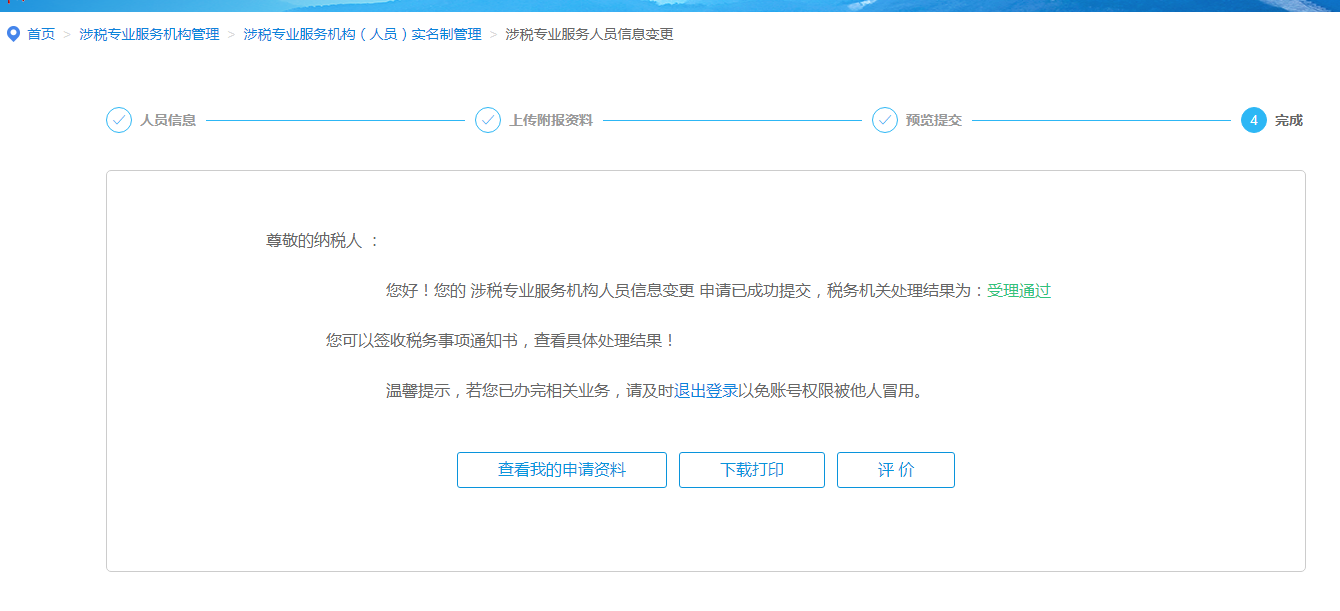 首页 > 涉税专业服务机构管理 > 涉税专业服务机构（人员）实名制管理 > 涉税专业服务人员信息变更
人员信息 上传附报资料 预览提交 4 完成
尊敬的纳税人 ：
您好！您的 涉税专业服务机构人员信息变更 申请已成功提交，税务机关处理结果为：受理通过
您可以签收税务事项通知书，查看具体处理结果！
温馨提示，若您已办完相关业务，请及时退出登录以免账号权限被他人冒用。
查看我的申请资料 下载打印 评 价